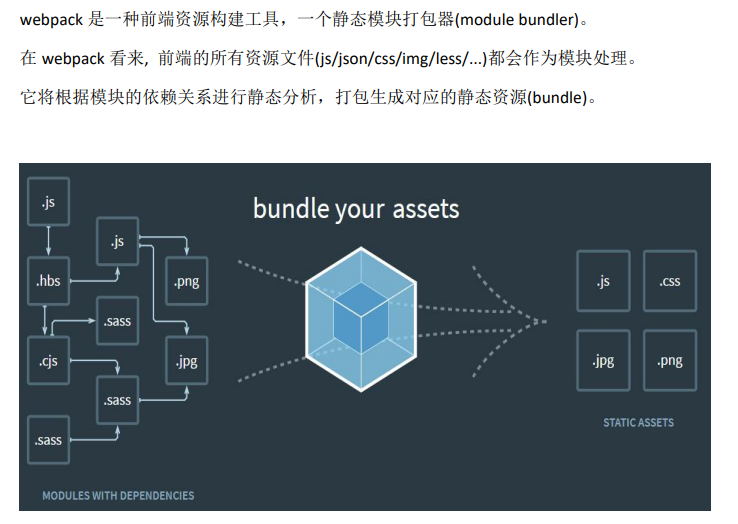 webpack 是一种前端资源构建工具，一个静态模块打包器(module bundler)。
在 webpack 看来, 前端的所有资源文件(js/json/css/img/less/...)都会作为模块处理。
它将根据模块的依赖关系进行静态分析，打包生成对应的静态资源(bundle)。
bundle your assets
.js
.js
.hbs
.png
.sass
.cjs
.jpg
.sass
.sass
MODULES WITH DEPENDENCIES
.js
.css
.jpg
.png
STATIC ASSETS